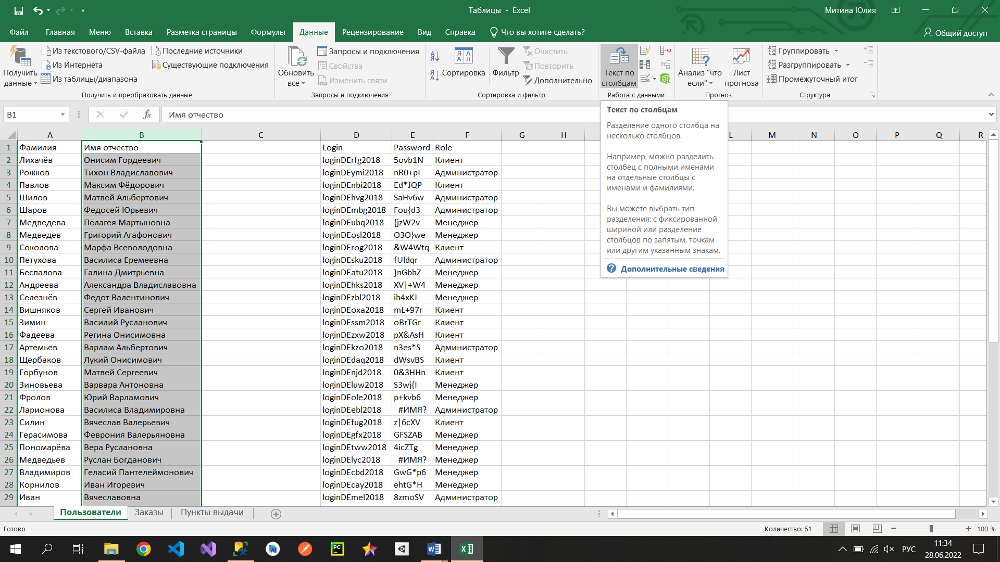 Таблицы - Excel
Митина Юлия
Файл
Главная
Меню
Вставка
Разметка страницы
Формулы
Данные
Рецензирование
Вид
Справка
Что вы хотите сделать?
Общий доступ
Получить данные
Из текстового/CSV-файла
Из Интернета
Из таблицы/диапазона
Последние источники
Существующие подключения
Получить и преобразовать данные
Обновить все
Запросы и подключения
Свойства
Изменить связи
Запросы и подключения
Сортировка
Фильтр
Очистить
Повторить
Дополнительно
Сортировка и фильтр
Текст по столбцам
Работа с данными
Анализ "что если"
Лист прогноза
Прогноз
Группировать
Разгруппировать
Промежуточный итог
Структура
B1
fx
Имя отчество
Текст по столбцам
Разделение одного столбца на
несколько столбцов.
Например, можно разделить
столбец с полными именами
на отдельные столбцы с
именами и фамилиями.
Вы можете выбрать тип
разделения: с фиксированной
шириной или разделение
столбцов по запятым, точкам
или другим указанным знакам.
Дополнительные сведения
A B C D E F G H L M N O P Q R
1 Фамилия Имя отчество Login Password Role
2 Лихачёв Онисим Гордеевич loginDErfg2018 5ovb1N Клиент
3 Рожков Тихон Владиславович loginDEymi2018 nR0+pI Администратор
4 Павлов Максим Фёдорович loginDEnbi2018 Ed*JQP Клиент
5 Шилов Матвей Альбертович loginDEhvg2018 SaHv6w Администратор
6 Шаров Федосей Юрьевич loginDEmbg2018 Fou{d3 Администратор
7 Медведева Пелагея Мартыновна loginDEubq2018 {jzW2v Менеджер
8 Медведев Григорий Агафонович loginDEosl2018 O3O}we Менеджер
9 Соколова Марфа Всеволодовна loginDErog2018 &W4Wtq Клиент
10 Петухова Василиса Еремеевна loginDEsku2018 fUldqr Администратор
11 Беспалова Галина Дмитрьевна loginDEatu2018 }nGbhZ Менеджер
12 Андреева Александра Владиславовна loginDEhks2018 XV|+W4 Менеджер
13 Селезнёв Федот Валентинович loginDEzbl2018 ih4xKJ Менеджер
14 Вишняков Сергей Иванович loginDEoxa2018 mL+97r Клиент
15 Зимин Василий Русланович loginDEssm2018 oBrTGr Клиент
16 Фадеева Регина Онисимовна loginDEzxw2018 pX&AsH Клиент
17 Артемьев Варлам Альбертович loginDEkzo2018 n3es*S Администратор
18 Щербаков Лукий Онисимович loginDEdaq2018 dWsvBS Клиент
19 Горбунов Матвей Сергеевич loginDEnjd2018 0&3HHn Клиент
20 Зиновьева Варвара Антоновна loginDEluw2018 S3wj{I Менеджер
21 Фролов Юрий Варламович loginDEole2018 p+kvb6 Менеджер
22 Ларионова Василиса Владимировна loginDEebl2018 #ИМЯ? Администратор
23 Силин Вячеслав Валерьевич loginDEfug2018 z|6cXV Клиент
24 Герасимова Феврония Валерьяновна loginDEgfx2018 GFSZAB Менеджер
25 Пономарёва Вера Руслановна loginDEtww2018 4icZTg Менеджер
26 Медведьев Руслан Богданович loginDElyc2018 #ИМЯ? Менеджер
27 Владимиров Геласий Пантелеймонович loginDEcbd2018 GwG*p6 Менеджер
28 Корнилов Иван Игоревич loginDEcay2018 ehtG*H Менеджер
29 Иван Вячеславовна loginDEmel2018 8zmoSV Администратор
Пользователи
Заказы
Пункты выдачи
Готово
Количество: 51
100 %
РУС
11:34
28.06.2022